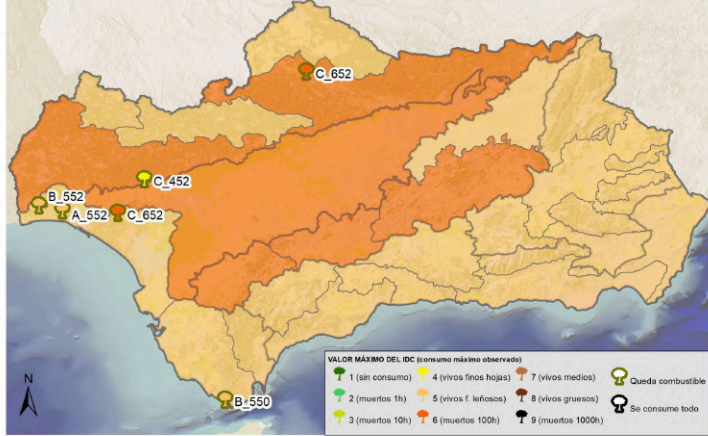 C_652
C_452
B_552
A_552
C_652
B_550
N
VALOR MÁXIMO DEL IDC (consumo máximo observado)
1 (sin consumo)
4 (vivos finos hojas)
7 (vivos medios)
Queda combustible
2 (muertos 1h)
5 (vivos f. leñosos)
8 (vivos gruesos)
3 (muertos 10h)
6 (muertos 100h)
9 (muertos 1000h)
Se consume todo